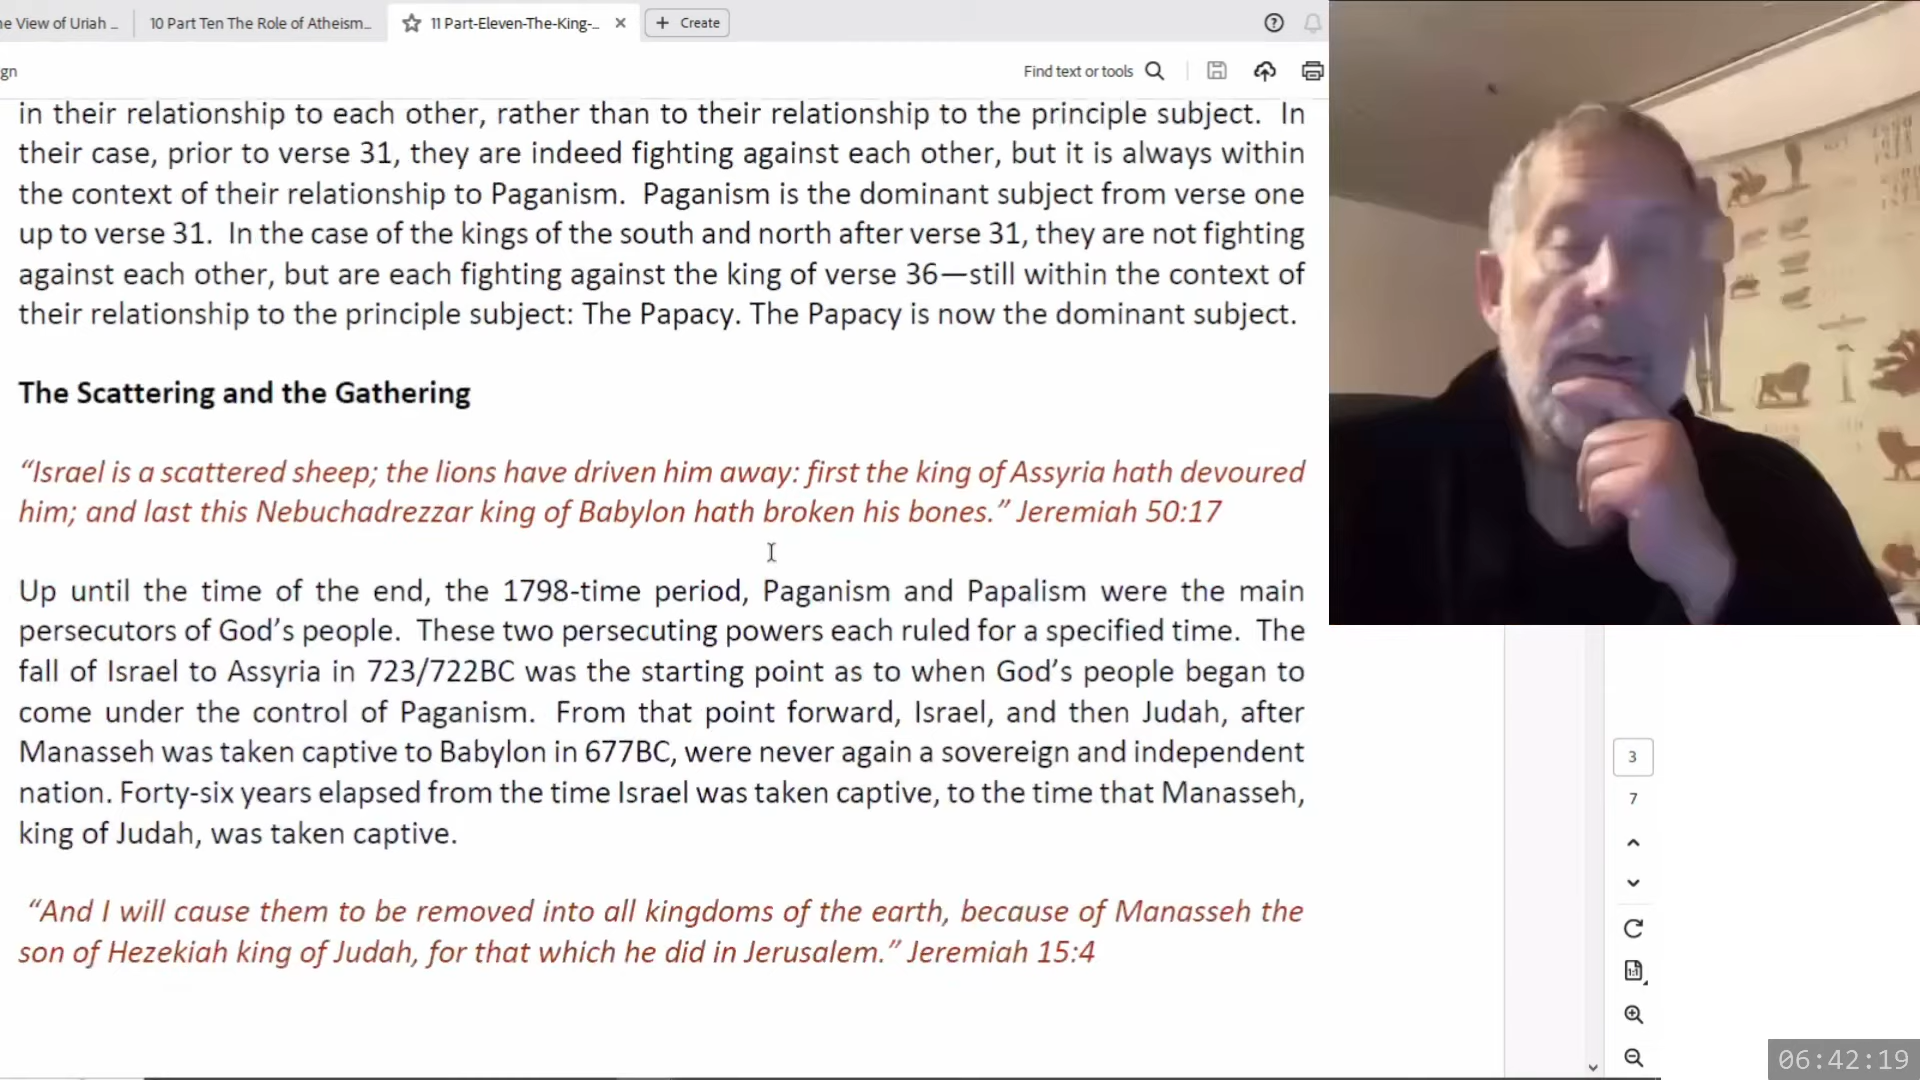 ne View of Uriah ...
10 Part Ten The Role of Atheism...
11 Part-Eleven-The-King-...
Create
gn
Find text or tools
in their relationship to each other, rather than to their relationship to the principle subject. In
their case, prior to verse 31, they are indeed fighting against each other, but it is always within
the context of their relationship to Paganism. Paganism is the dominant subject from verse one
up to verse 31. In the case of the kings of the south and north after verse 31, they are not fighting
against each other, but are each fighting against the king of verse 36—still within the context of
their relationship to the principle subject: The Papacy. The Papacy is now the dominant subject.
The Scattering and the Gathering
“Israel is a scattered sheep; the lions have driven him away: first the king of Assyria hath devoured
him; and last this Nebuchadrezzar king of Babylon hath broken his bones.” Jeremiah 50:17
Up until the time of the end, the 1798-time period, Paganism and Papalism were the main
persecutors of God’s people. These two persecuting powers each ruled for a specified time. The
fall of Israel to Assyria in 723/722BC was the starting point as to when God’s people began to
come under the control of Paganism. From that point forward, Israel, and then Judah, after
Manasseh was taken captive to Babylon in 677BC, were never again a sovereign and independent
nation. Forty-six years elapsed from the time Israel was taken captive, to the time that Manasseh,
king of Judah, was taken captive.
“And I will cause them to be removed into all kingdoms of the earth, because of Manasseh the
son of Hezekiah king of Judah, for that which he did in Jerusalem.” Jeremiah 15:4
3
7
1:1
06:42:19